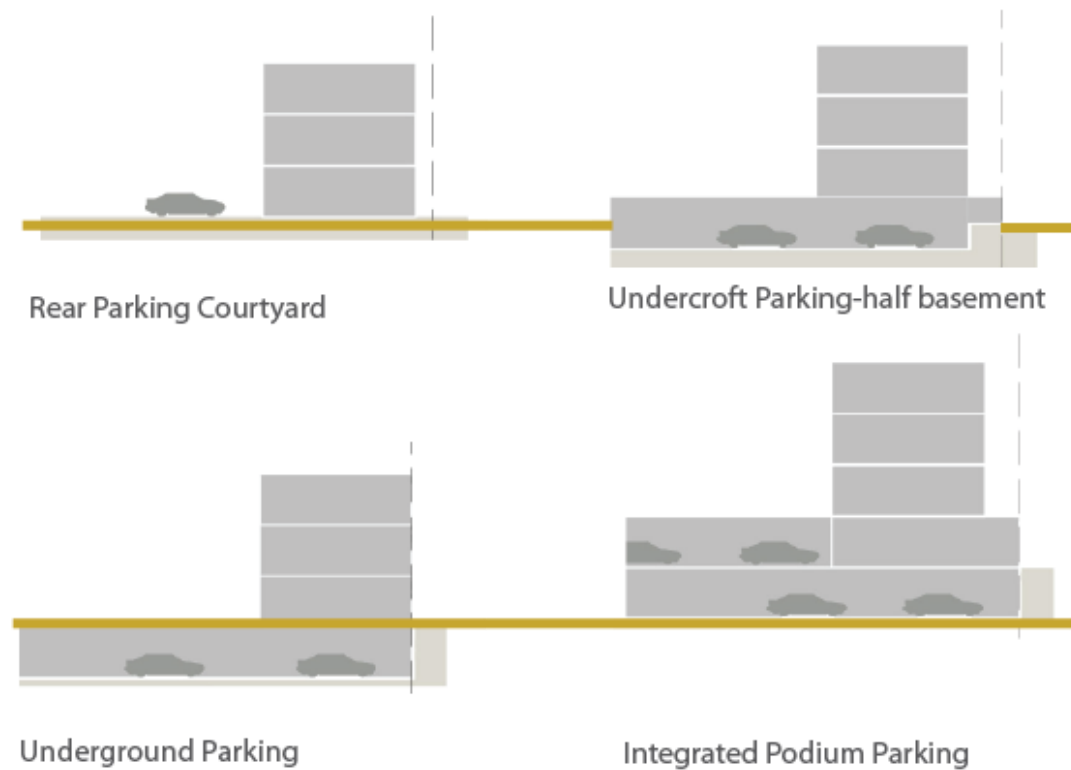 Rear Parking Courtyard
Undercroft Parking-half basement
Underground Parking
Integrated Podium Parking